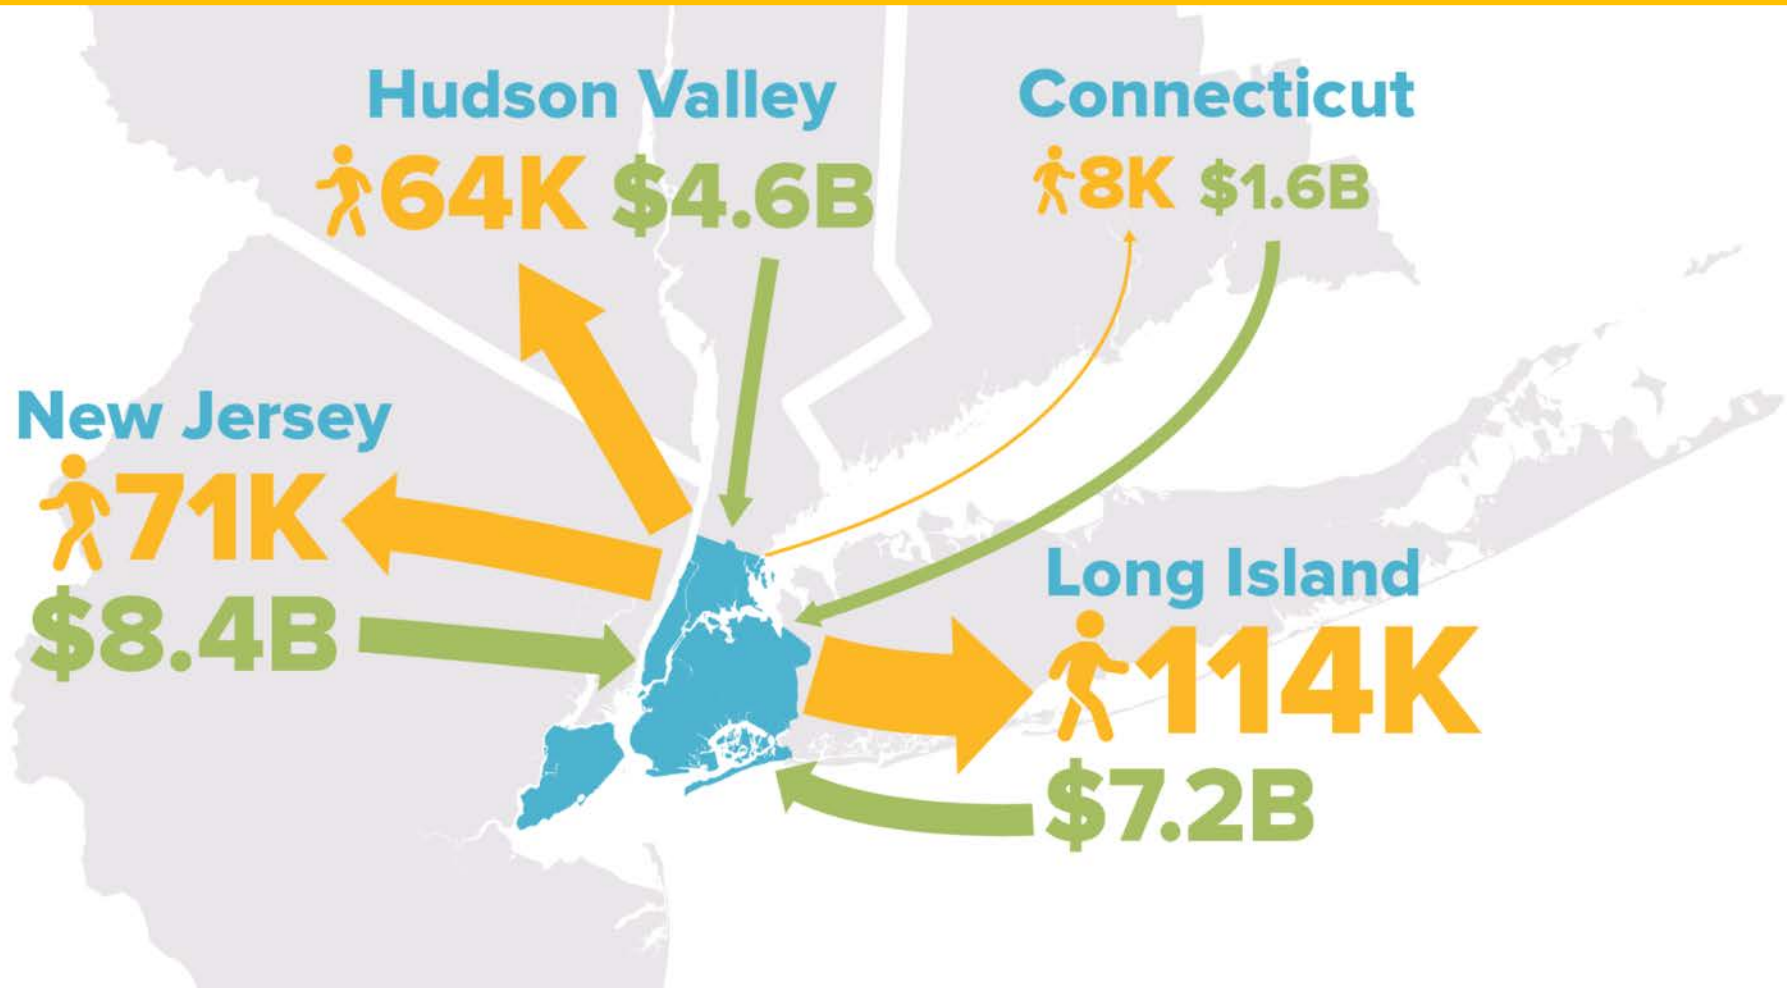 Hudson Valley
64K $4.6B
Connecticut
8K $1.6B
New Jersey
71K
$8.4B
Long Island
114K
$7.2B